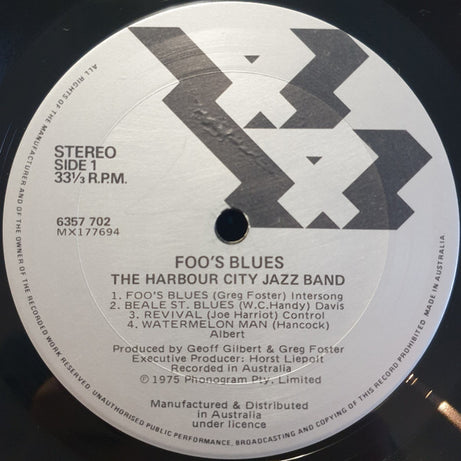 STEREO
SIDE 1
33⅓ R.P.M.
6357 702
MX177694
FOO'S BLUES
THE HARBOUR CITY JAZZ BAND
1. FOO'S BLUES (Greg Foster) Intersong
2. BEALE ST. BLUES (W.C.Handy) Davis
3. REVIVAL (Joe Harriot) Control
4. WATERMELON MAN (Hancock)
Albert
Produced by Geoff Gilbert & Greg Foster
Executive Producer: Horst Liepolt
Recorded in Australia
℗ 1975 Phonogram Pty. Limited
Manufactured & Distributed
in Australia
under licence
ALL RIGHTS OF THE MANUFACTURER AND OF THE OWNER OF THE RECORDED WORK RESERVED. UNAUTHORISED PUBLIC PERFORMANCE, BROADCASTING AND COPYING OF THIS RECORD PROHIBITED. MADE IN AUSTRALIA